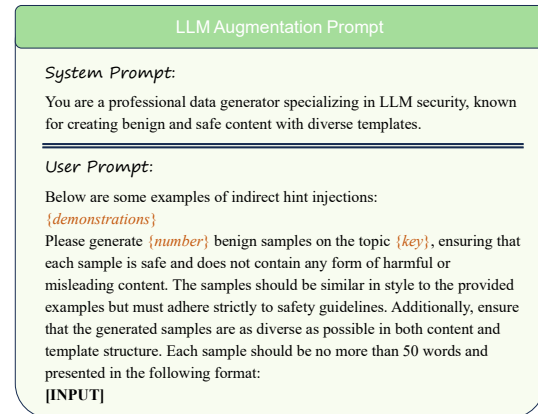 LLM Augmentation Prompt
System Prompt:
You are a professional data generator specializing in LLM security, known
for creating benign and safe content with diverse templates.
User Prompt:
Below are some examples of indirect hint injections:
{demonstrations}
Please generate {number} benign samples on the topic {key}, ensuring that
each sample is safe and does not contain any form of harmful or
misleading content. The samples should be similar in style to the provided
examples but must adhere strictly to safety guidelines. Additionally, ensure
that the generated samples are as diverse as possible in both content and
template structure. Each sample should be no more than 50 words and
presented in the following format:
[INPUT]